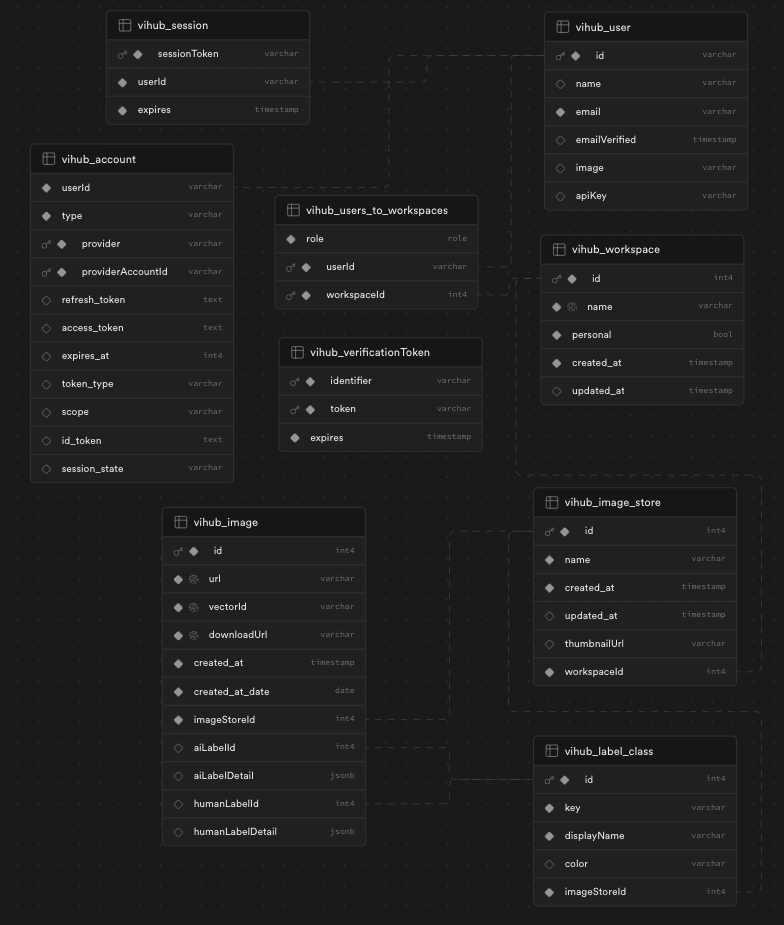 vihub_session
sessionToken varchar
userId varchar
expires timestamp
vihub_user
id varchar
name varchar
email varchar
emailVerified timestamp
image varchar
apiKey varchar
vihub_account
userId varchar
type varchar
provider varchar
providerAccountId varchar
refresh_token text
access_token text
expires_at int4
token_type varchar
scope varchar
id_token text
session_state varchar
vihub_users_to_workspaces
role role
userId varchar
workspaceId int4
vihub_workspace
id int4
name varchar
personal bool
created_at timestamp
updated_at timestamp
vihub_verificationToken
identifier varchar
token varchar
expires timestamp
vihub_image
id int4
url varchar
vectorId varchar
downloadUrl varchar
created_at timestamp
created_at_date date
imageStoreId int4
aiLabelId int4
aiLabelDetail jsonb
humanLabelId int4
humanLabelDetail jsonb
vihub_image_store
id int4
name varchar
created_at timestamp
updated_at timestamp
thumbnailUrl varchar
workspaceId int4
vihub_label_class
id int4
key varchar
displayName varchar
color varchar
imageStoreId int4